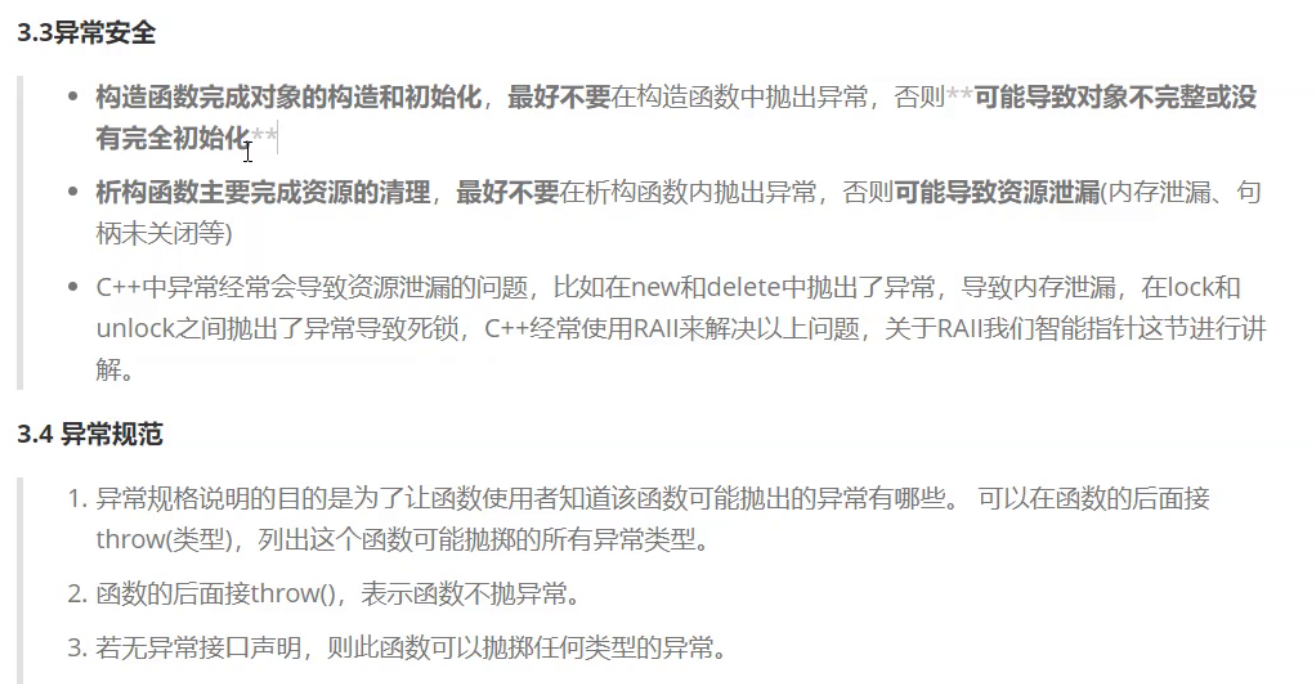 3.3异常安全
• 构造函数完成对象的构造和初始化，最好不要在构造函数中抛出异常，否则**可能导致对象不完整或没
有完全初始化**
• 析构函数主要完成资源的清理，最好不要在析构函数内抛出异常，否则可能导致资源泄漏(内存泄漏、句
柄未关闭等)
• C++中异常经常会导致资源泄漏的问题，比如在new和delete中抛出了异常，导致内存泄漏，在lock和
unlock之间抛出了异常导致死锁，C++经常使用RAII来解决以上问题，关于RAII我们智能指针这节进行讲
解。
3.4 异常规范
1. 异常规格说明的目的是为了让函数使用者知道该函数可能抛出的异常有哪些。 可以在函数的后面接
throw(类型)，列出这个函数可能抛掷的所有异常类型。
2. 函数的后面接throw()，表示函数不抛异常。
3. 若无异常接口声明，则此函数可以抛掷任何类型的异常。